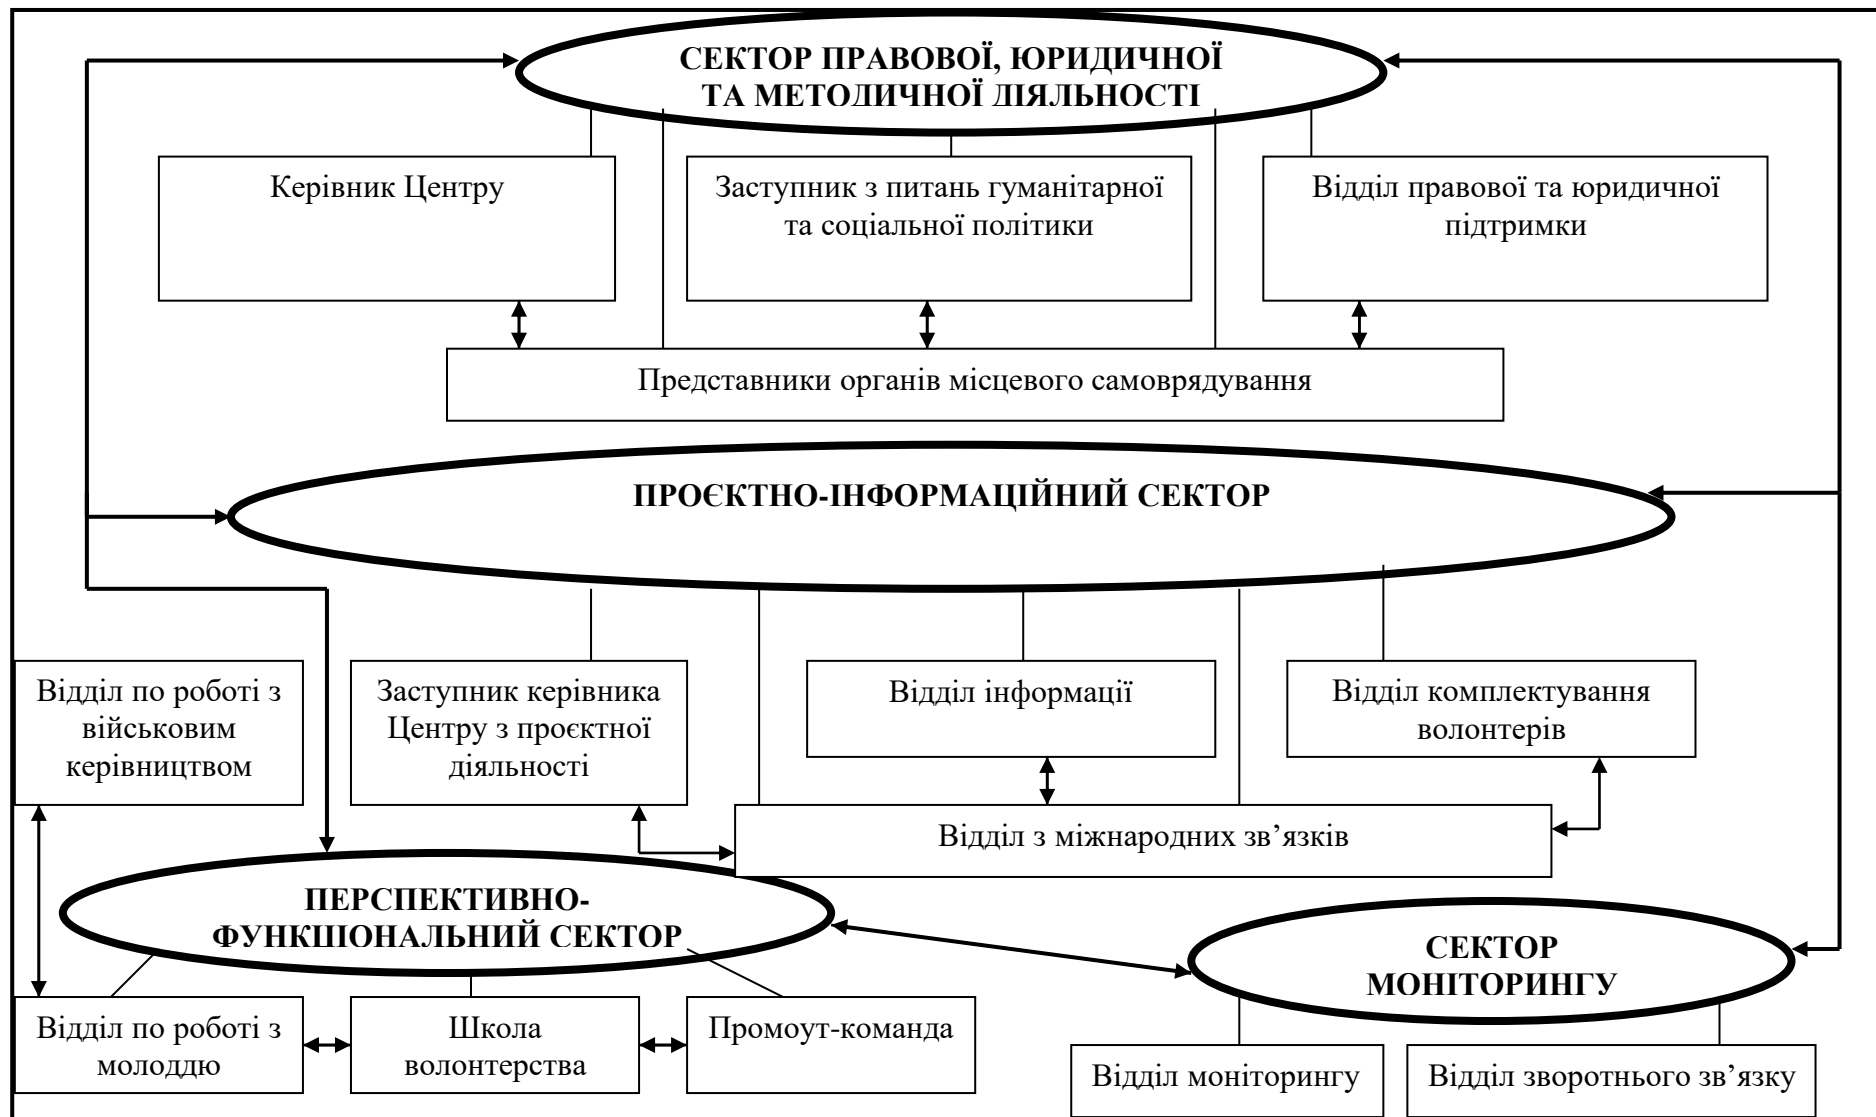 СЕКТОР ПРАВОВОЇ, ЮРИДИЧНОЇ
ТА МЕТОДИЧНОЇ ДІЯЛЬНОСТІ
Керівник Центру
Заступник з питань гуманітарної
та соціальної політики
Відділ правової та юридичної
підтримки
Представники органів місцевого самоврядування
ПРОЄКТНО-ІНФОРМАЦІЙНИЙ СЕКТОР
Відділ по роботі з
військовим
керівництвом
Заступник керівника
Центру з проєктної
діяльності
Відділ інформації
Відділ комплектування
волонтерів
Відділ з міжнародних зв’язків
ПЕРСПЕКТИВНО-
ФУНКЦІОНАЛЬНИЙ СЕКТОР
СЕКТОР
МОНІТОРИНГУ
Відділ по роботі з
молоддю
Школа
волонтерства
Промоут-команда
Відділ моніторингу
Відділ зворотнього зв’язку